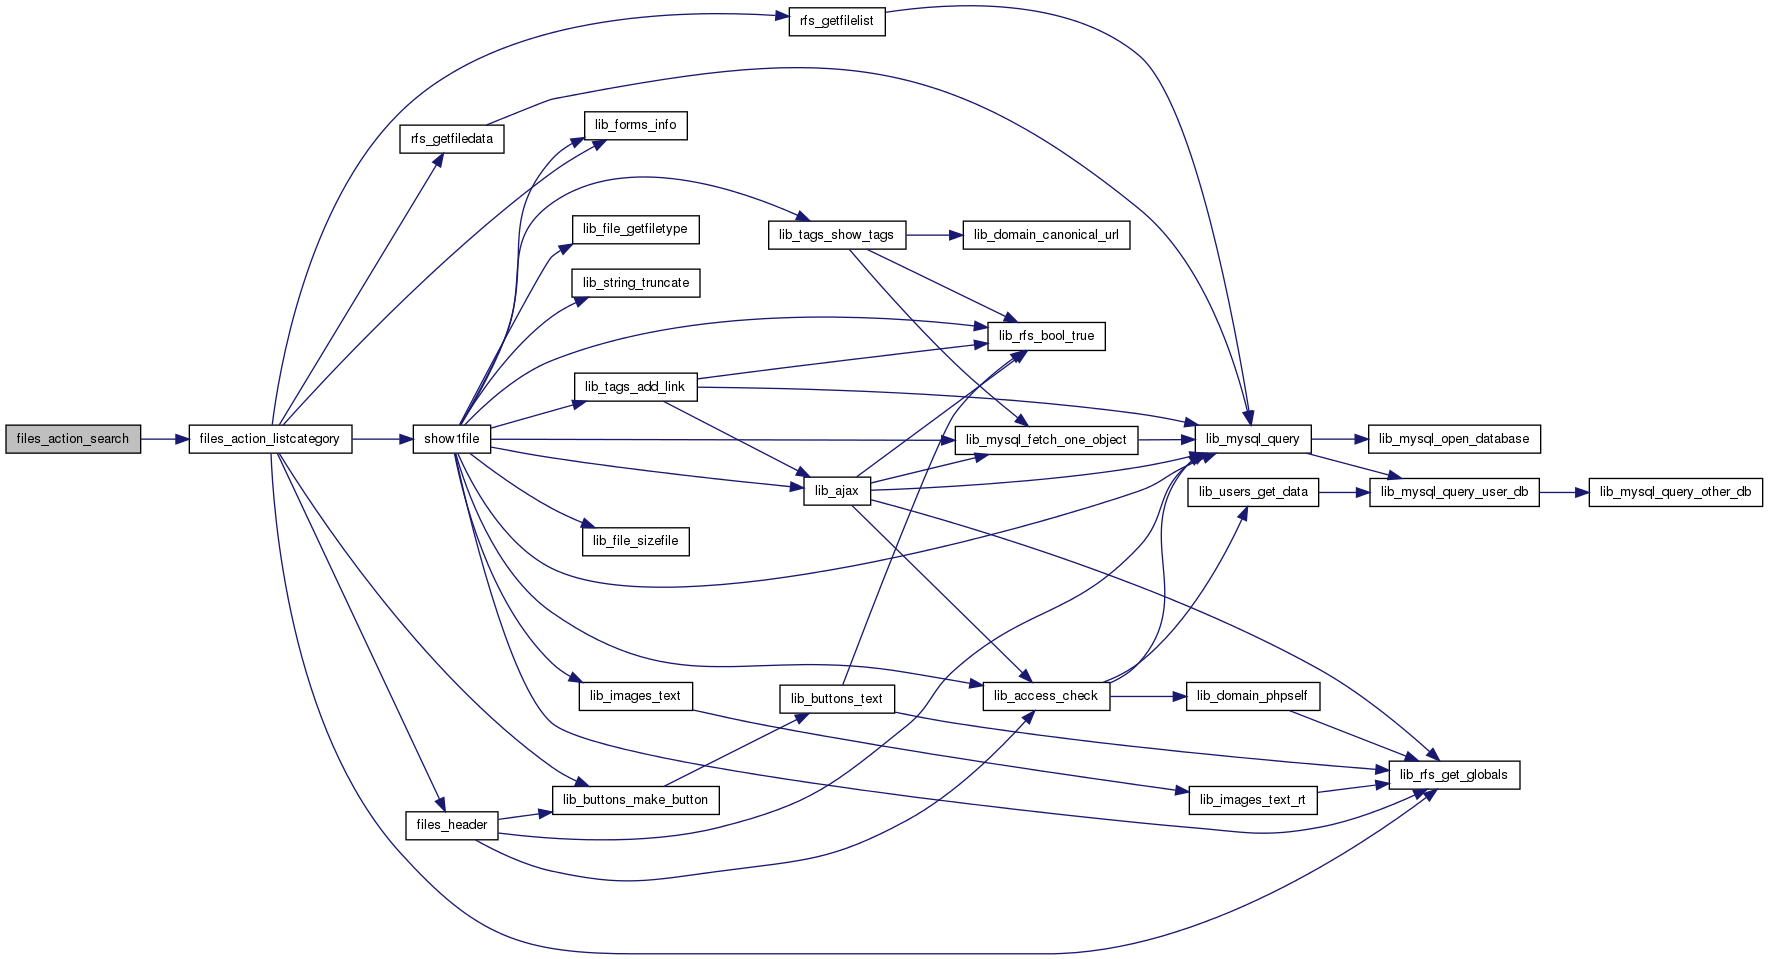 rfs_getfilelist
rfs_getfiledata
lib_forms_info
lib_file_getfiletype
lib_tags_show_tags
lib_domain_canonical_url
lib_string_truncate
lib_rfs_bool_true
lib_tags_add_link
files_action_search
files_action_listcategory
show1file
lib_mysql_fetch_one_object
lib_mysql_query
lib_mysql_open_database
lib_ajax
lib_users_get_data
lib_mysql_query_user_db
lib_mysql_query_other_db
lib_file_sizefile
lib_images_text
lib_buttons_text
lib_access_check
lib_domain_phpself
lib_rfs_get_globals
lib_buttons_make_button
lib_images_text_rt
files_header